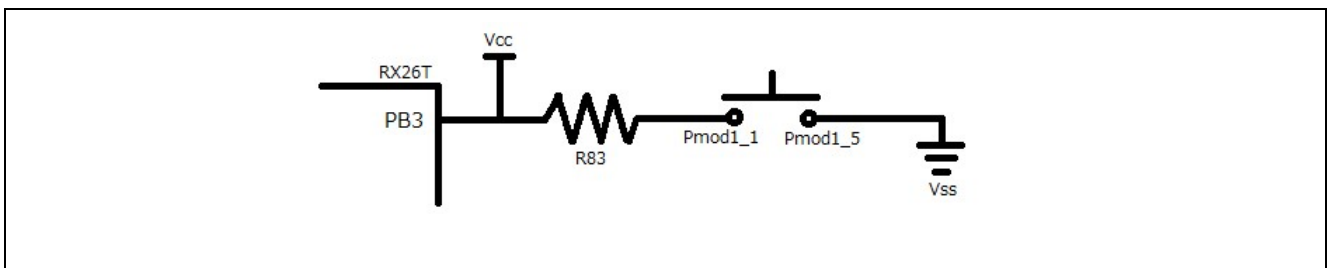 Vcc
RX26T
PB3
R83
Pmod1_1
Pmod1_5
Vss